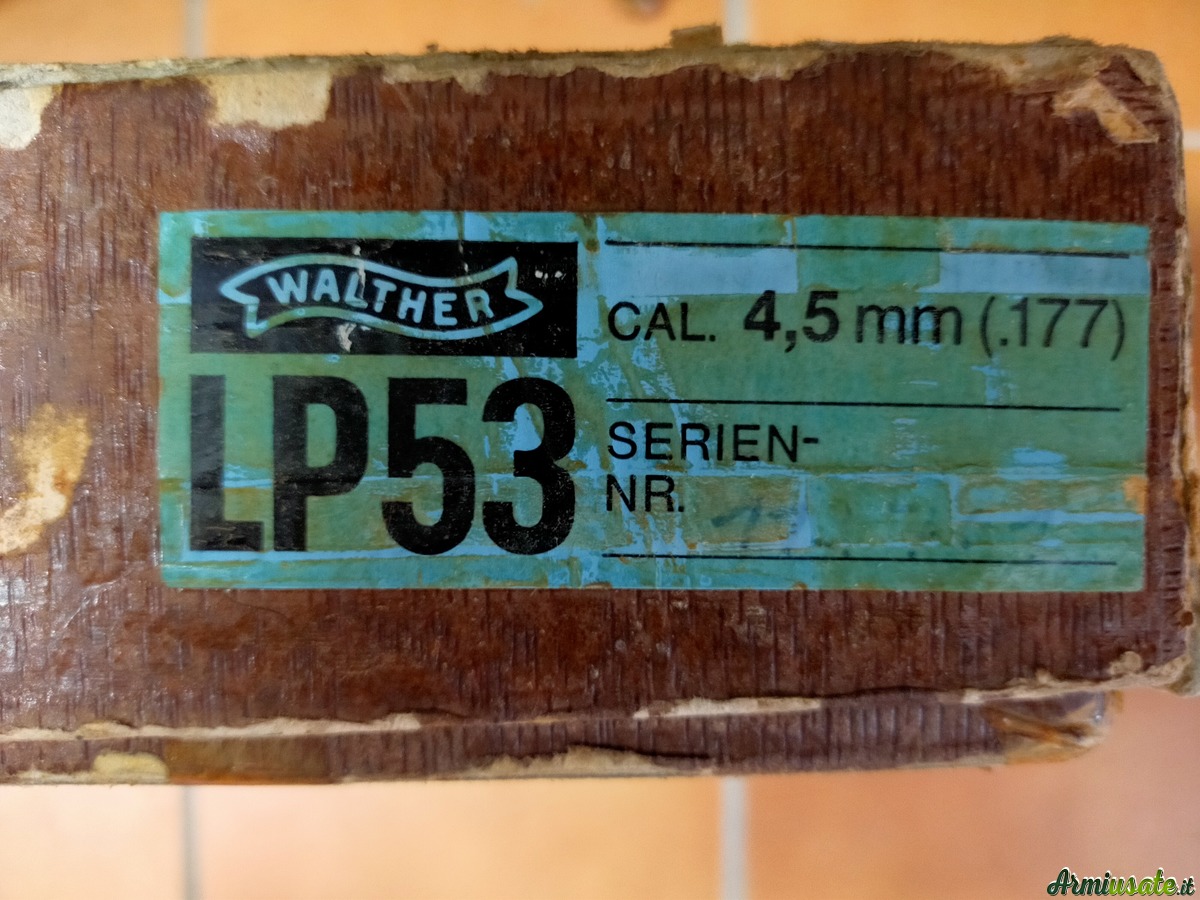 WALTHER
LP53
CAL. 4,5 mm (.177)
SERIEN-
NR.
Armiusate.it